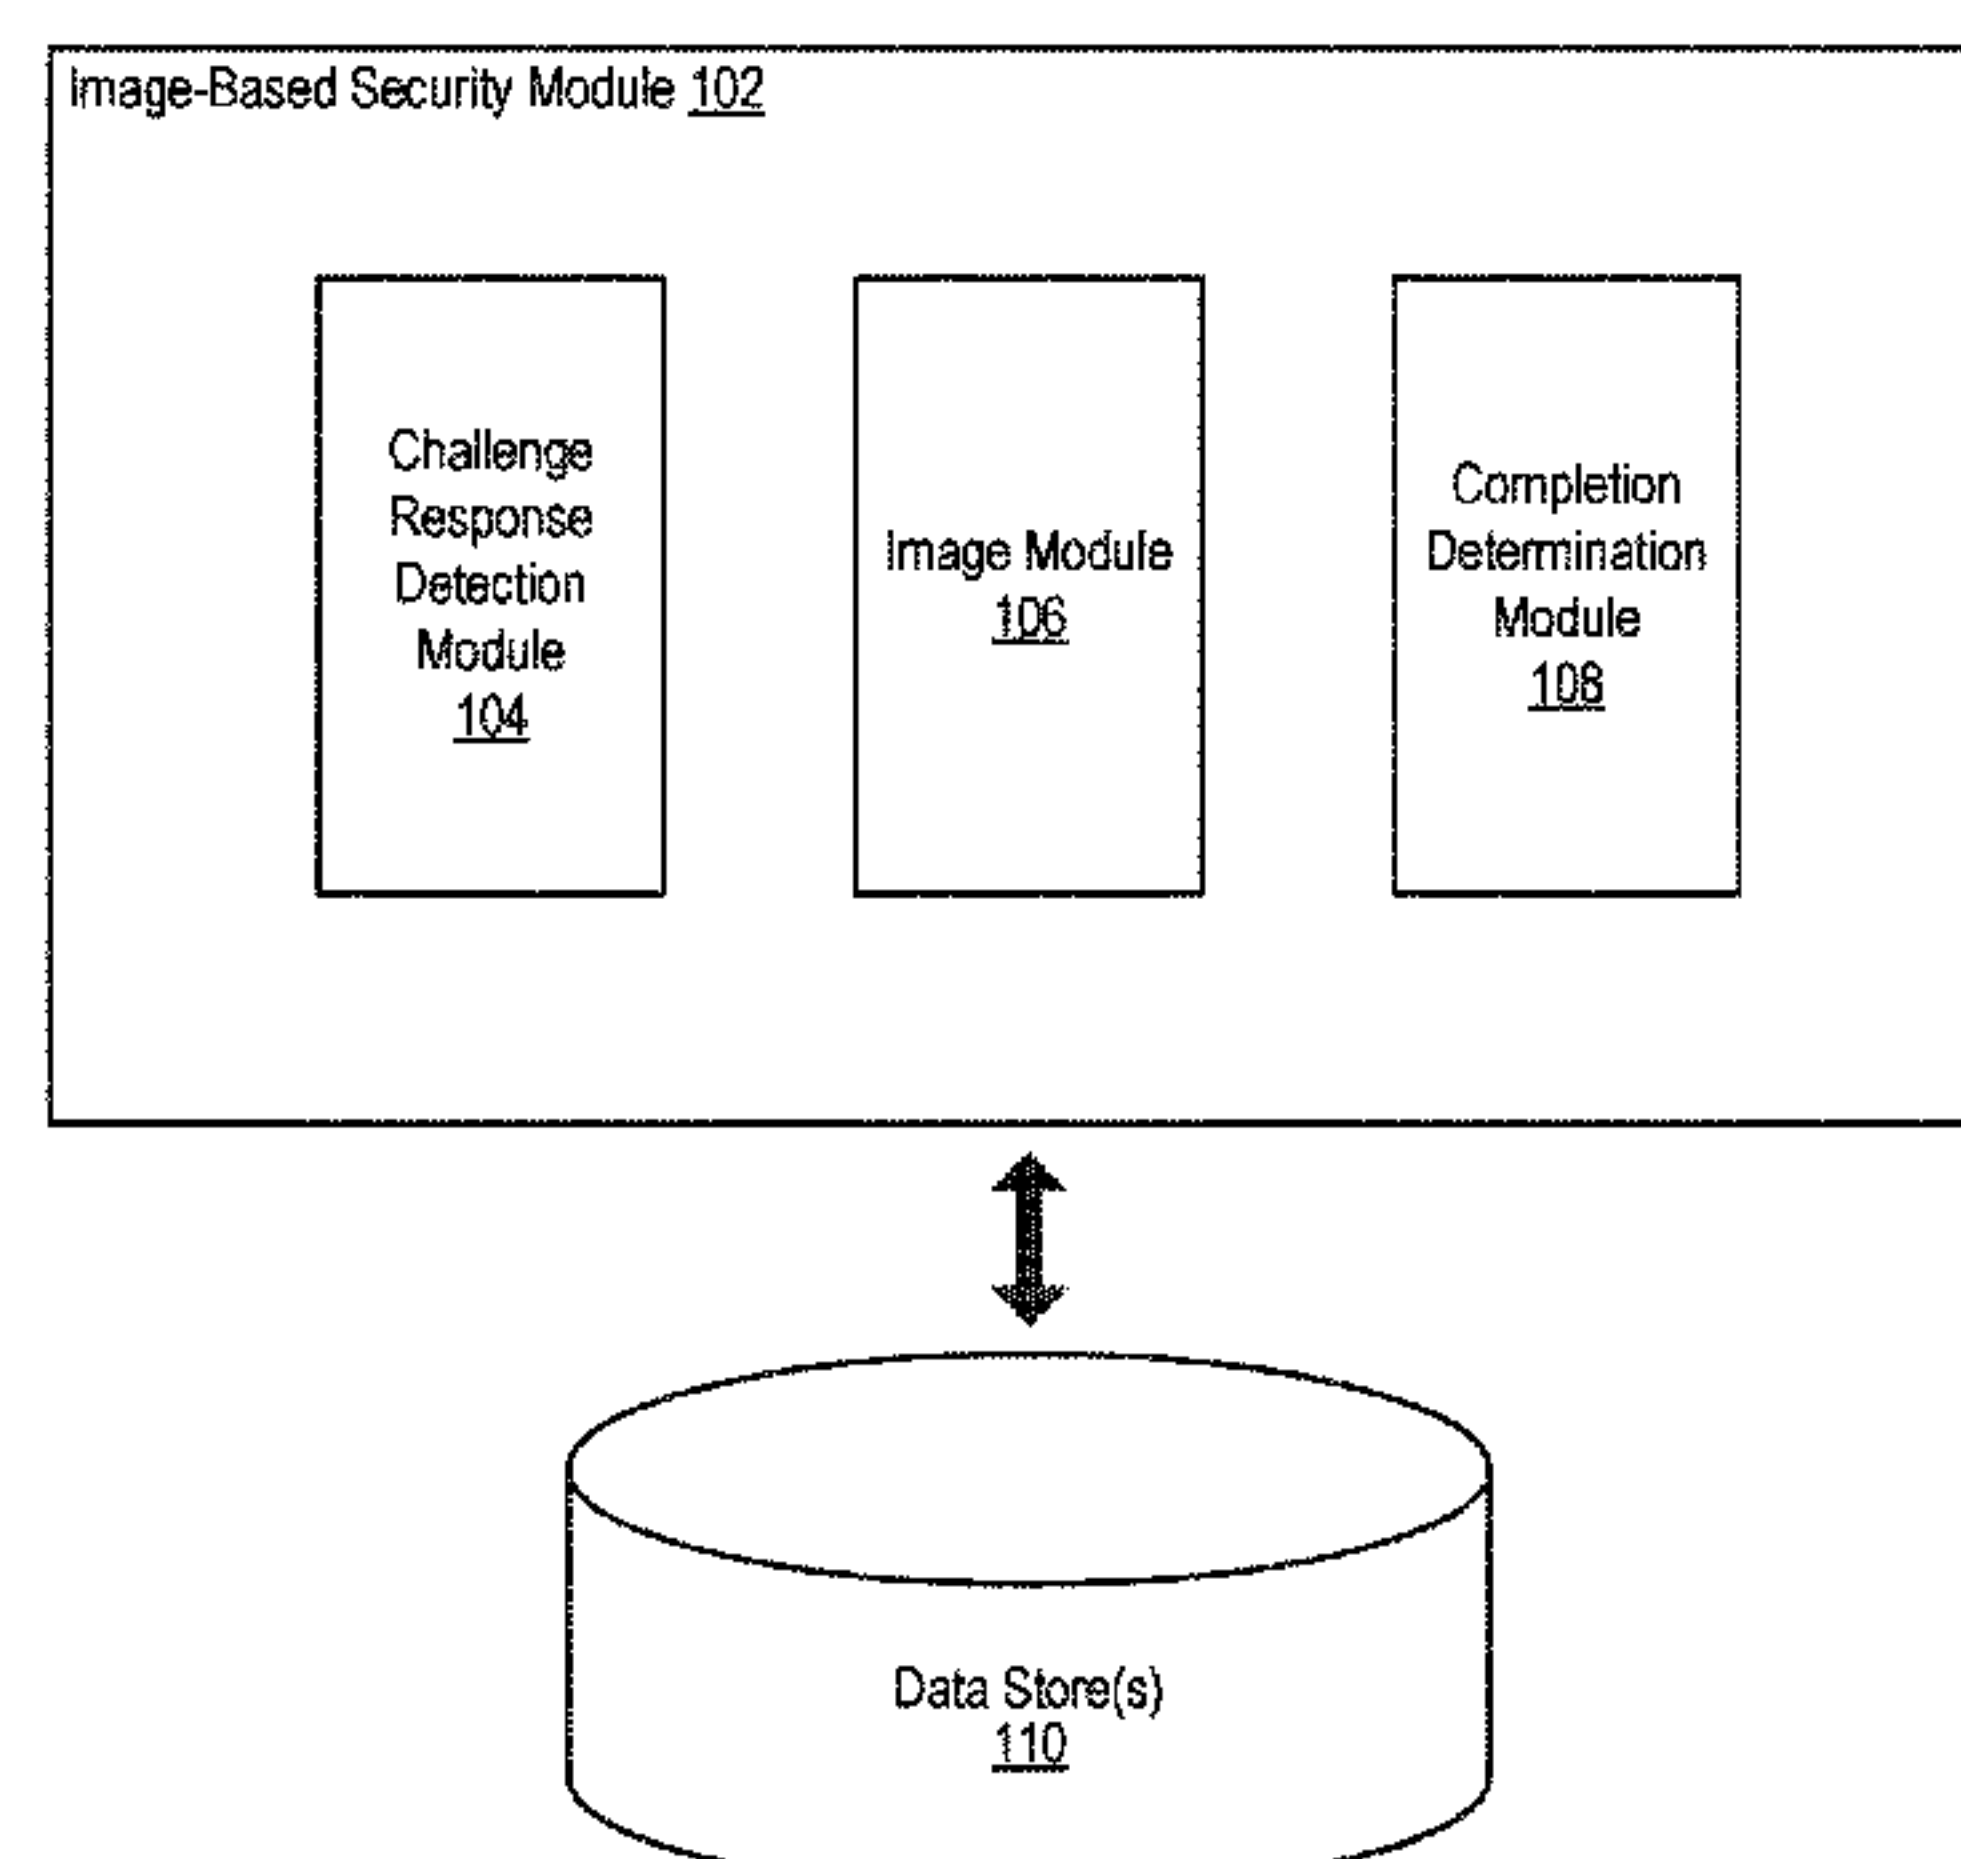 Image-Based Security Module 102
Challenge
Response
Detection
Module
104
Image Module
106
Completion
Determination
Module
108
Data Store(s)
110